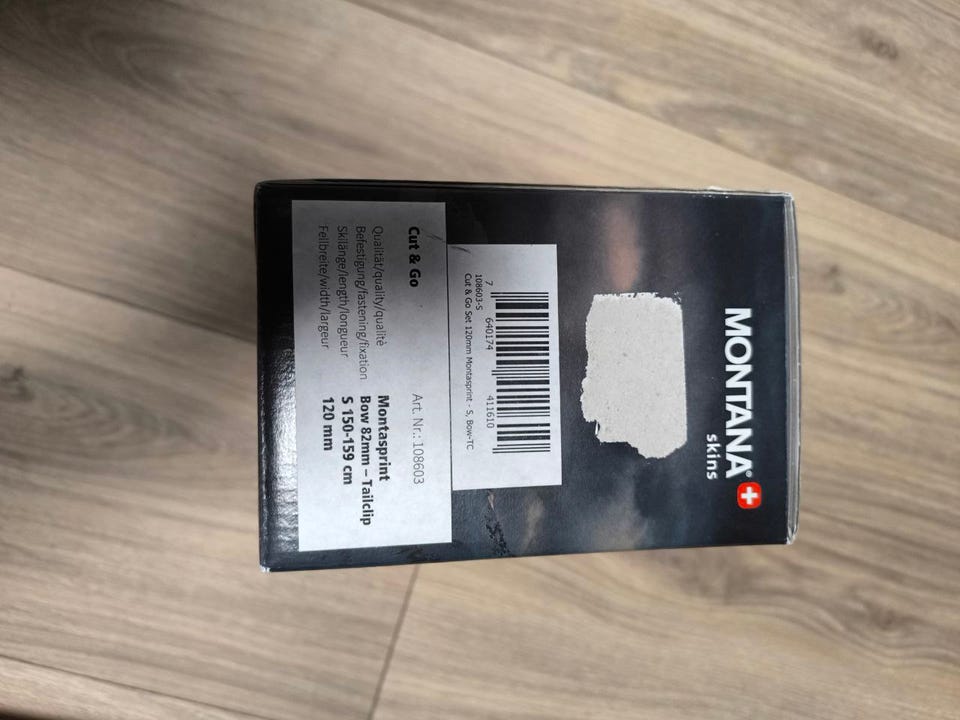 MONTANA®
skins
7 640174 411610
108603-S
Cut & Go Set 120mm Montasprint - S, Bow-TC
Cut & Go Art. Nr.: 108603
Qualität/quality/qualitè Montasprint
Befestigung/fastening/fixation Bow 82mm – Tailclip
Skilänge/length/longueur S 150-159 cm
Fellbreite/width/largeur 120 mm